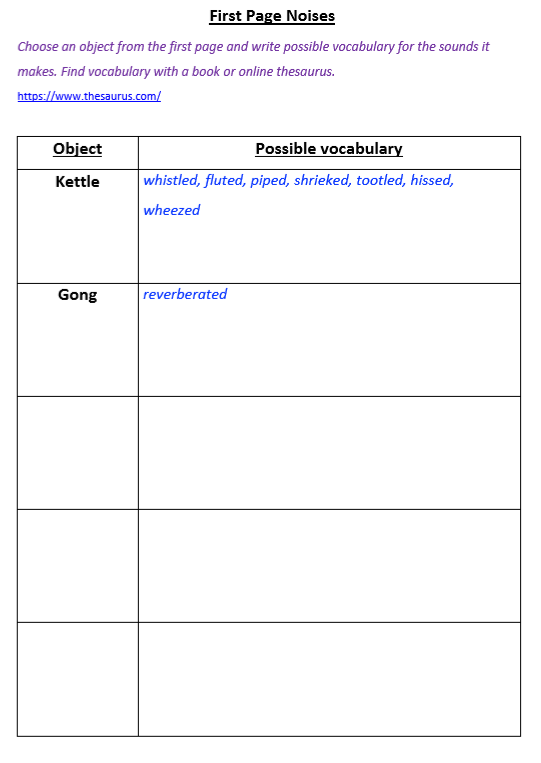 First Page Noises
Choose an object from the first page and write possible vocabulary for the sounds it
makes. Find vocabulary with a book or online thesaurus.
https://www.thesaurus.com/
Object Possible vocabulary
Kettle whistled, fluted, piped, shrieked, tootled, hissed,
wheezed
Gong reverberated